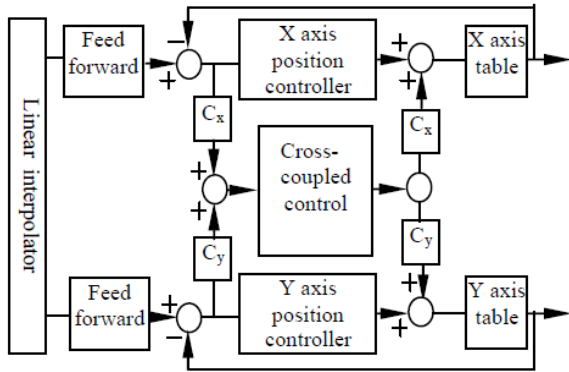 Linear interpolator
Feed
forward
−
+
X axis
position
controller
+
+
X axis
table
Cx
Cx
+
+
Cross-
coupled
control
Cy
Cy
Feed
forward
+
−
Y axis
position
controller
+
+
Y axis
table